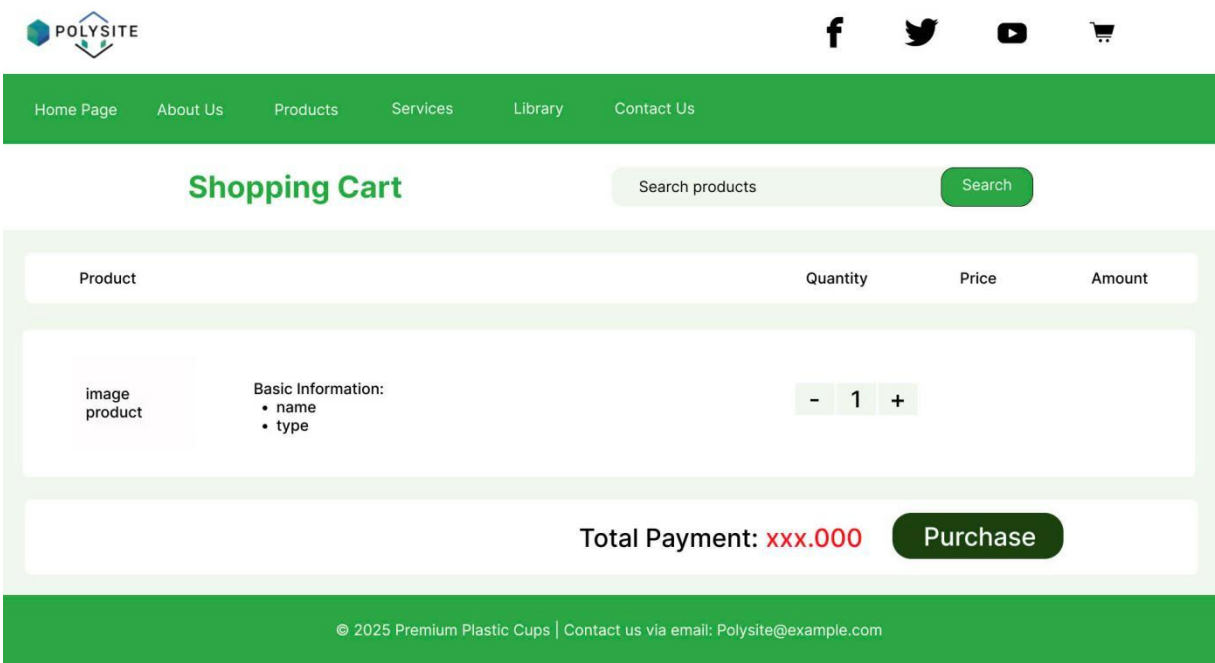 POLYSITE
Home Page About Us Products Services Library Contact Us
Shopping Cart
Search products
Search
Product Quantity Price Amount
image
product
Basic Information:
• name
• type
- 1 +
Total Payment: xxx.000
Purchase
© 2025 Premium Plastic Cups | Contact us via email: Polysite@example.com